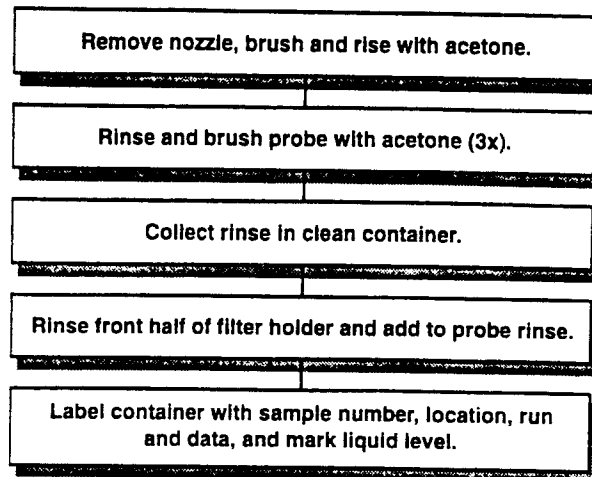 Remove nozzle, brush and rise with acetone.
Rinse and brush probe with acetone (3x).
Collect rinse in clean container.
Rinse front half of filter holder and add to probe rinse.
Label container with sample number, location, run
and data, and mark liquid level.